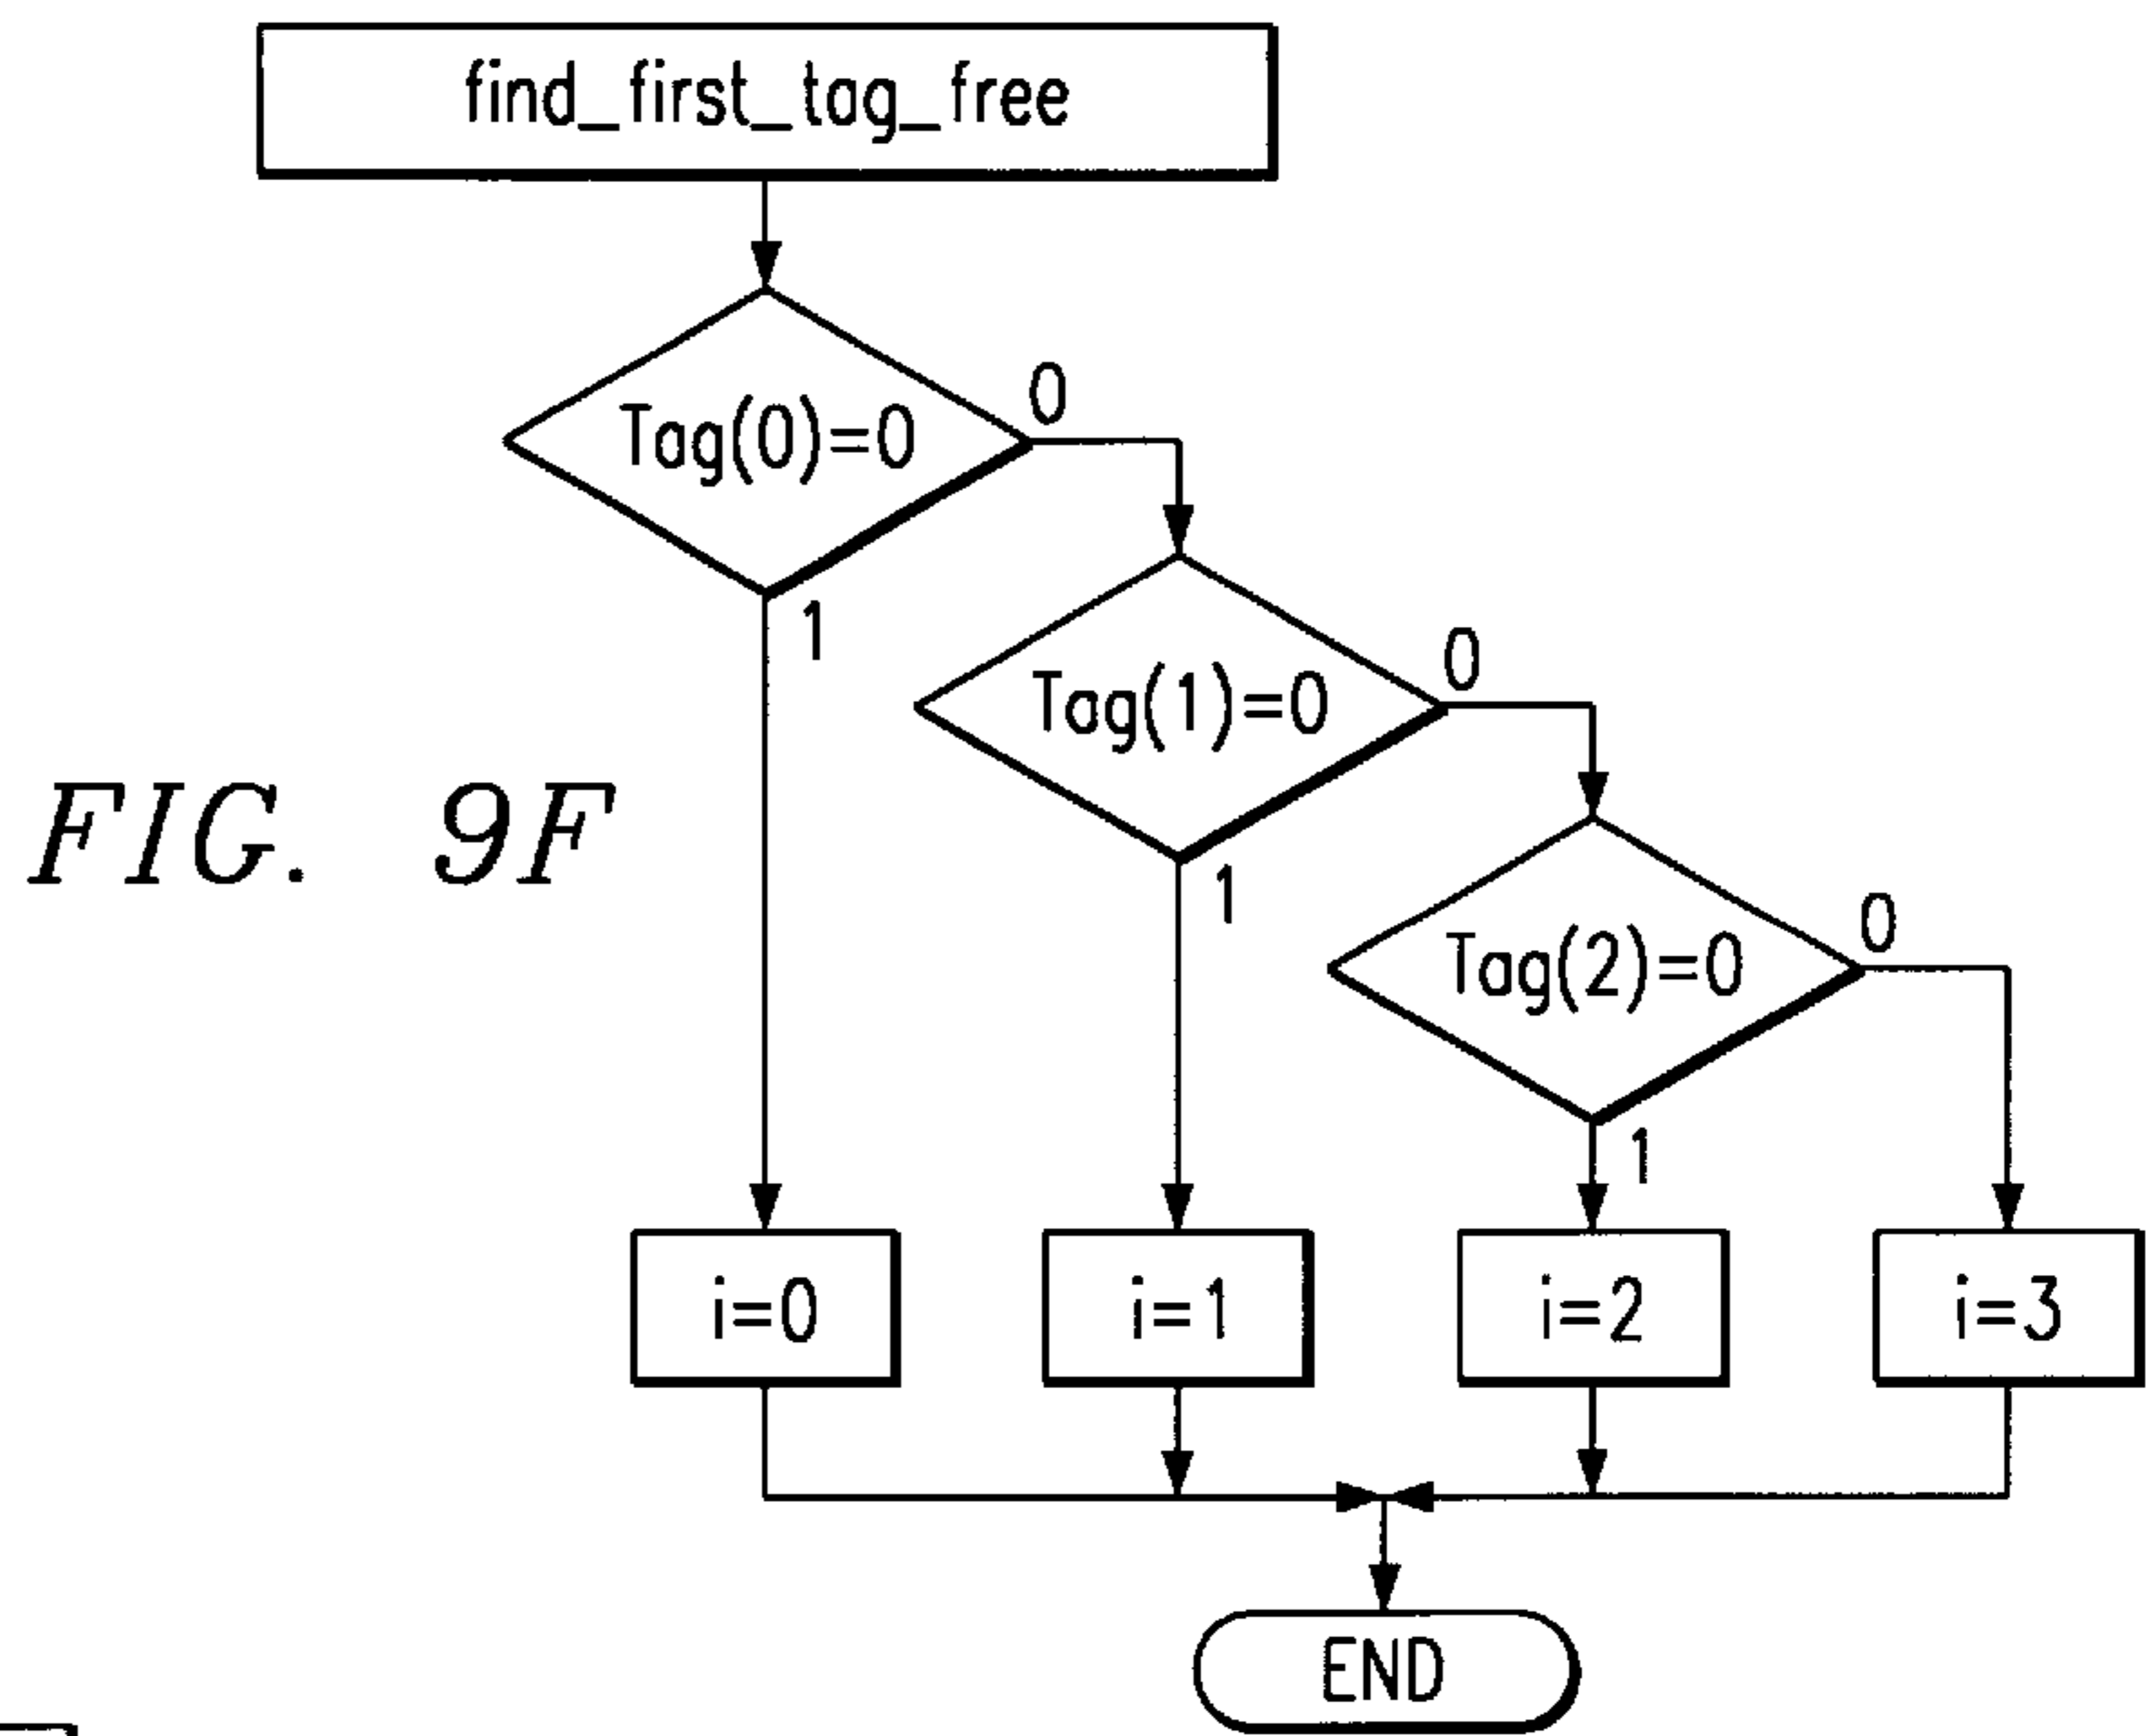 find_first_tag_free
Tag(0)=0
0
1
Tag(1)=0
0
1
FIG. 9F
Tag(2)=0
0
1
i=0
i=1
i=2
i=3
END